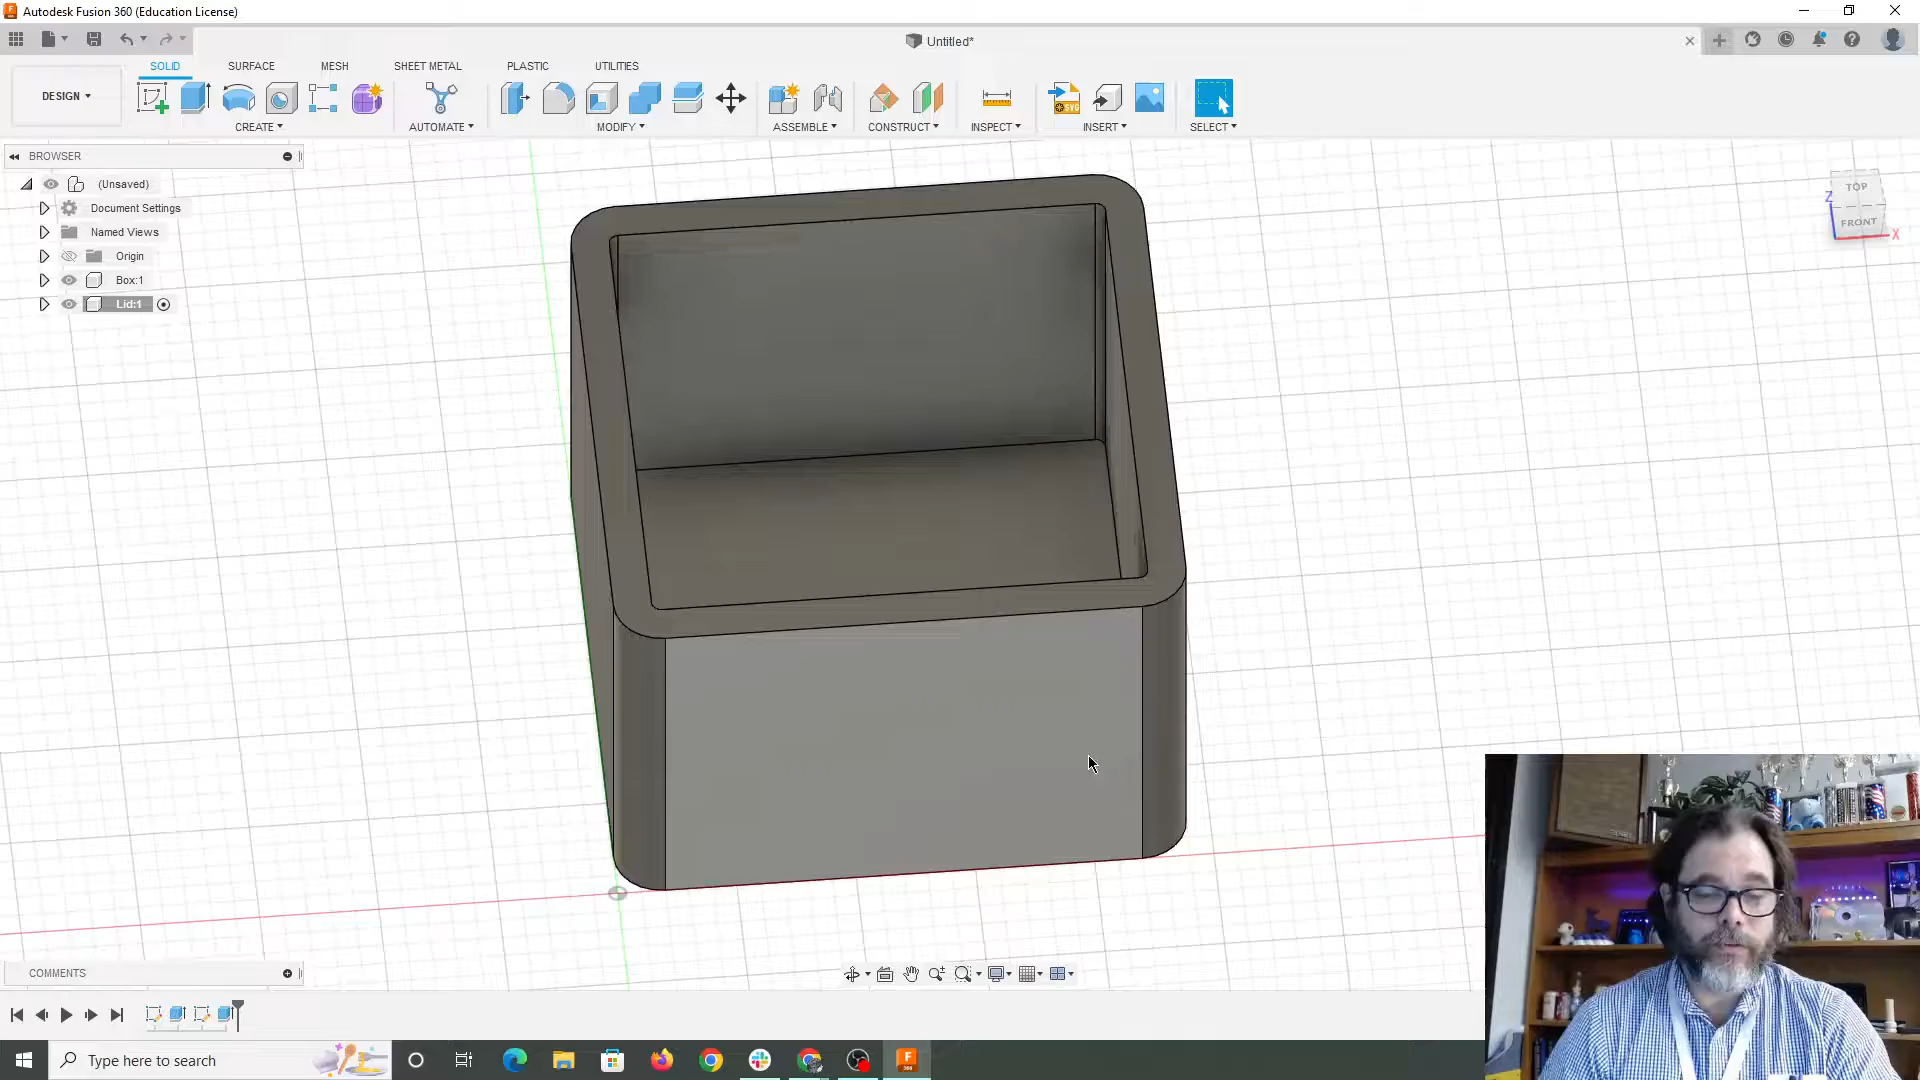 Autodesk Fusion 360 (Education License)
Untitled*
SOLID SURFACE MESH SHEET METAL PLASTIC UTILITIES
DESIGN
SVG
CREATE AUTOMATE MODIFY ASSEMBLE CONSTRUCT INSPECT INSERT SELECT
BROWSER
(Unsaved)
Document Settings
Named Views
Origin
Box:1
Lid:1
TOP
FRONT
Z
X
COMMENTS
Type here to search
F
360